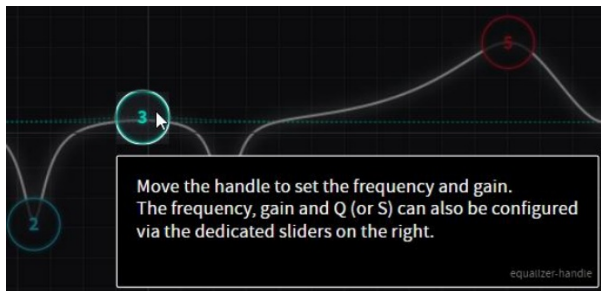 5
3
2
Move the handle to set the frequency and gain.
The frequency, gain and Q (or S) can also be configured
via the dedicated sliders on the right.
equalizer-handle